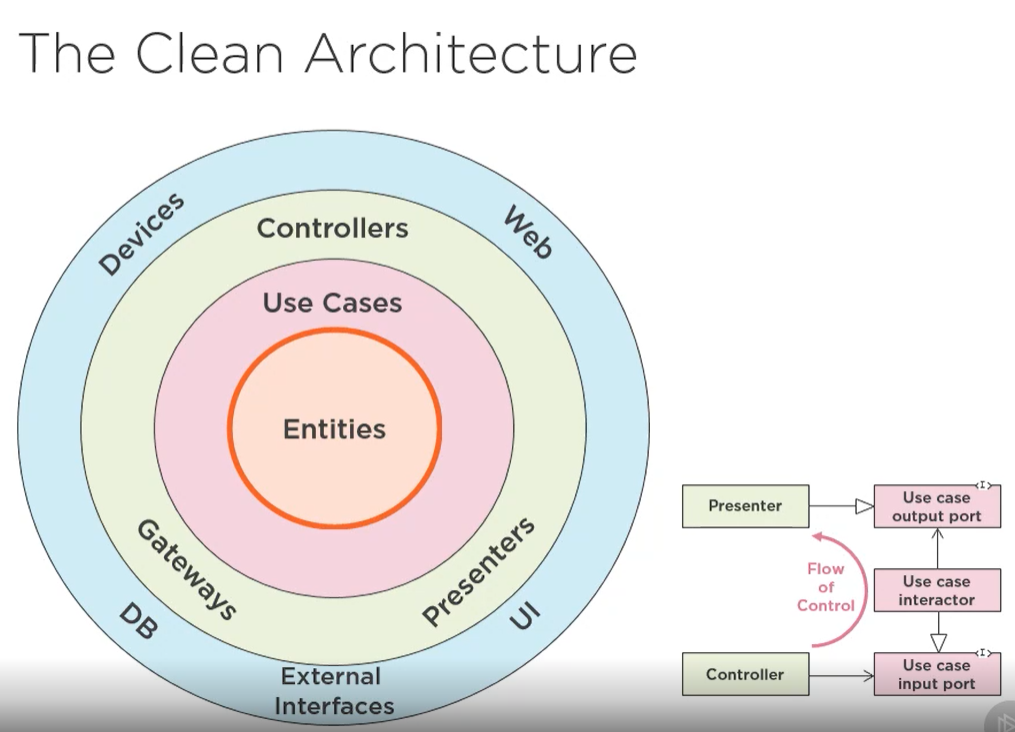 The Clean Architecture
Devices
Web
Controllers
Use Cases
Entities
Gateways
Presenters
DB
UI
External
Interfaces
Presenter
<I>
Use case
output port
Flow
of
Control
Use case
interactor
Controller
<I>
Use case
input port